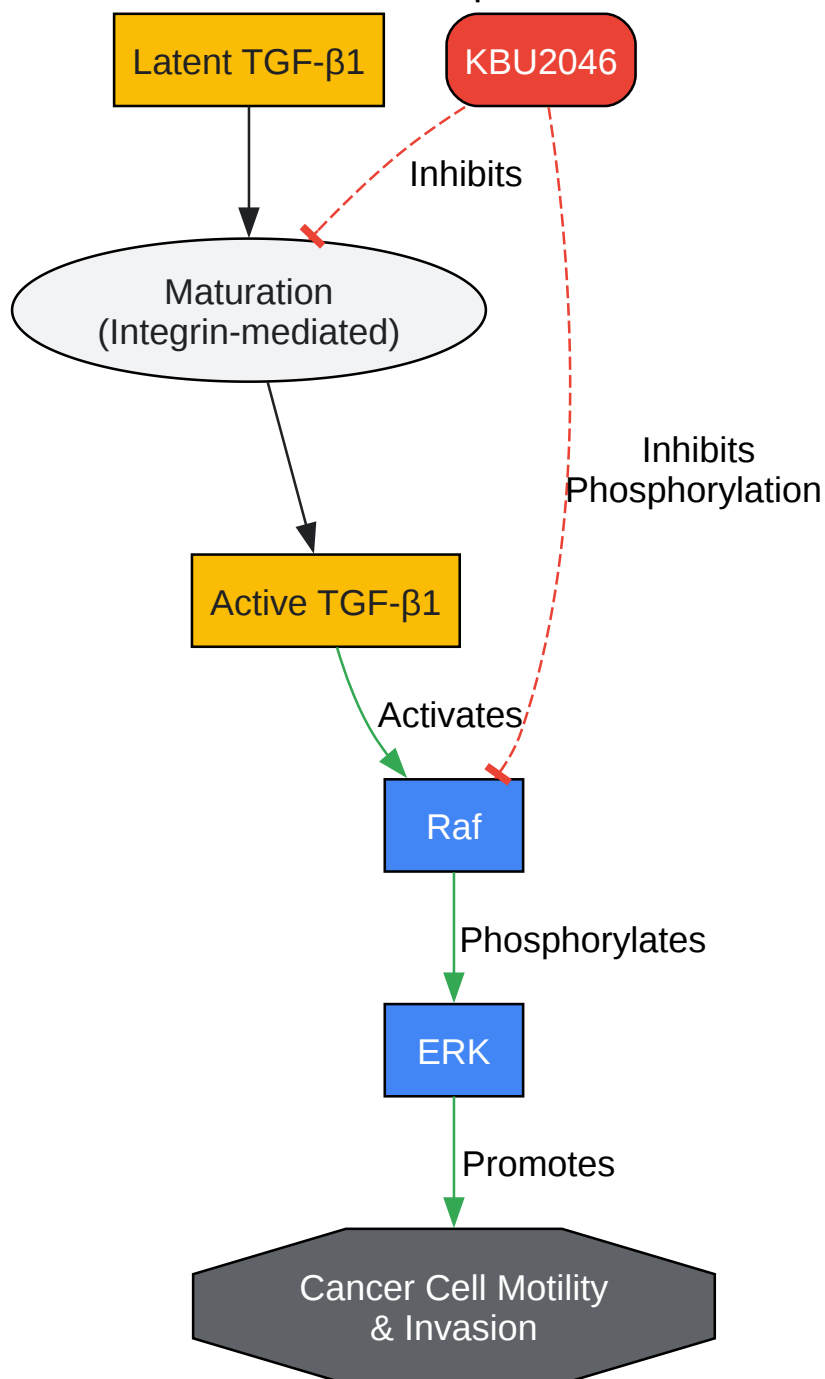 Latent TGF-β1
KBU2046
Inhibits
Maturation
(Integrin-mediated)
Inhibits
Phosphorylation
Active TGF-β1
Activates
Raf
Phosphorylates
ERK
Promotes
Cancer Cell Motility
& Invasion